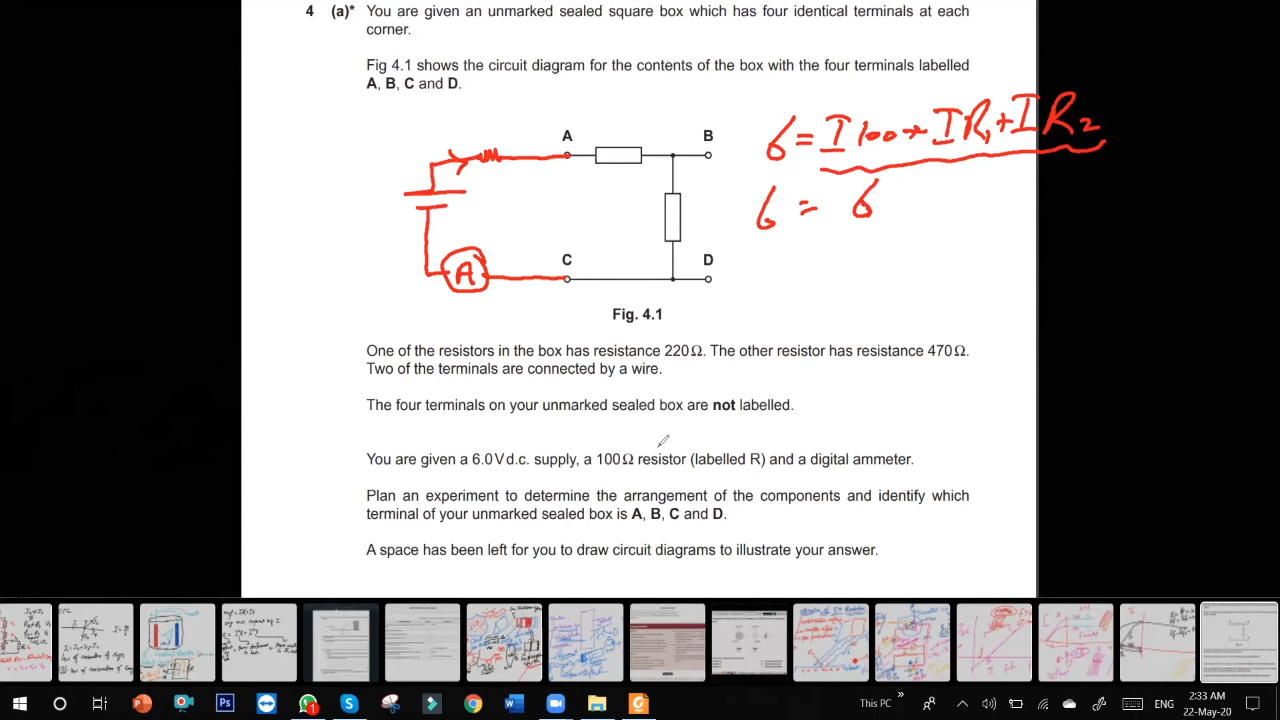 4 (a)* You are given an unmarked sealed square box which has four identical terminals at each
corner.
Fig 4.1 shows the circuit diagram for the contents of the box with the four terminals labelled
A, B, C and D.
A
B
6 = I 100 + IR1 + IR2
6 = 6
A
C
D
Fig. 4.1
One of the resistors in the box has resistance 220Ω. The other resistor has resistance 470Ω.
Two of the terminals are connected by a wire.
The four terminals on your unmarked sealed box are not labelled.
You are given a 6.0V d.c. supply, a 100Ω resistor (labelled R) and a digital ammeter.
Plan an experiment to determine the arrangement of the components and identify which
terminal of your unmarked sealed box is A, B, C and D.
A space has been left for you to draw circuit diagrams to illustrate your answer.
This PC
»
ENG
2:33 AM
22-May-20